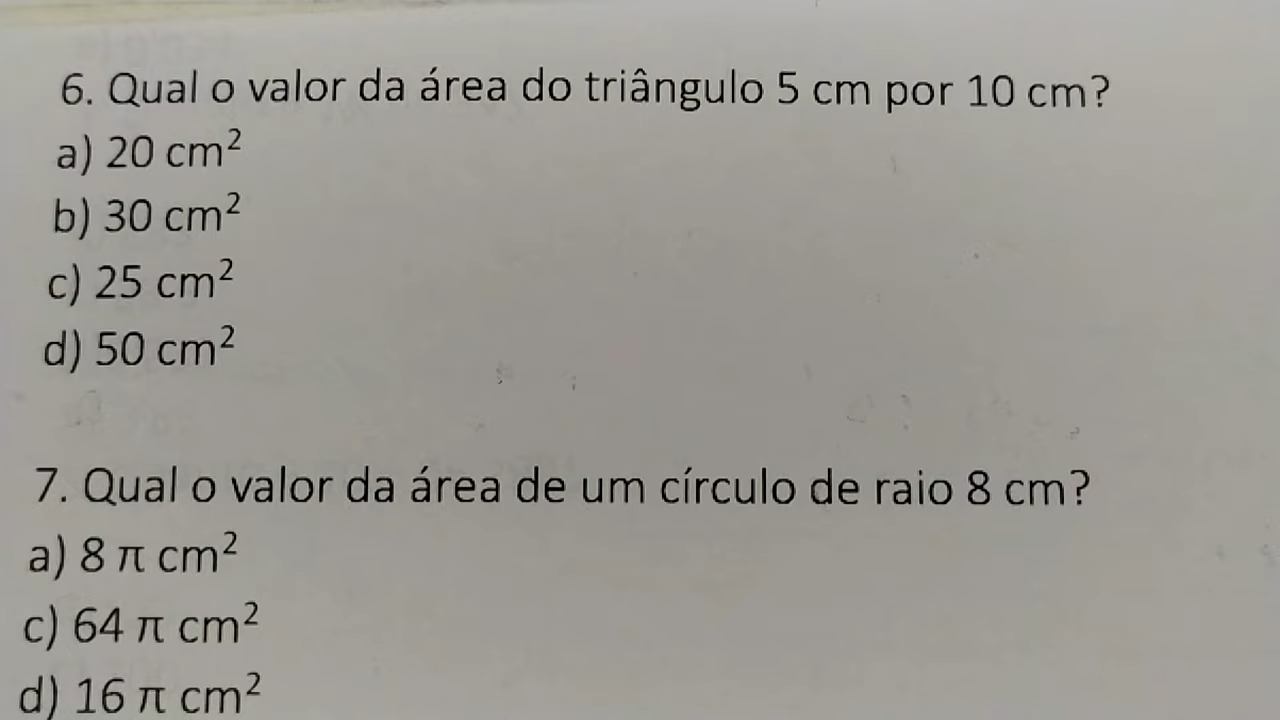 6. Qual o valor da área do triângulo 5 cm por 10 cm?
a) 20 cm²
b) 30 cm²
c) 25 cm²
d) 50 cm²
7. Qual o valor da área de um círculo de raio 8 cm?
a) 8 π cm²
c) 64 π cm²
d) 16 π cm²